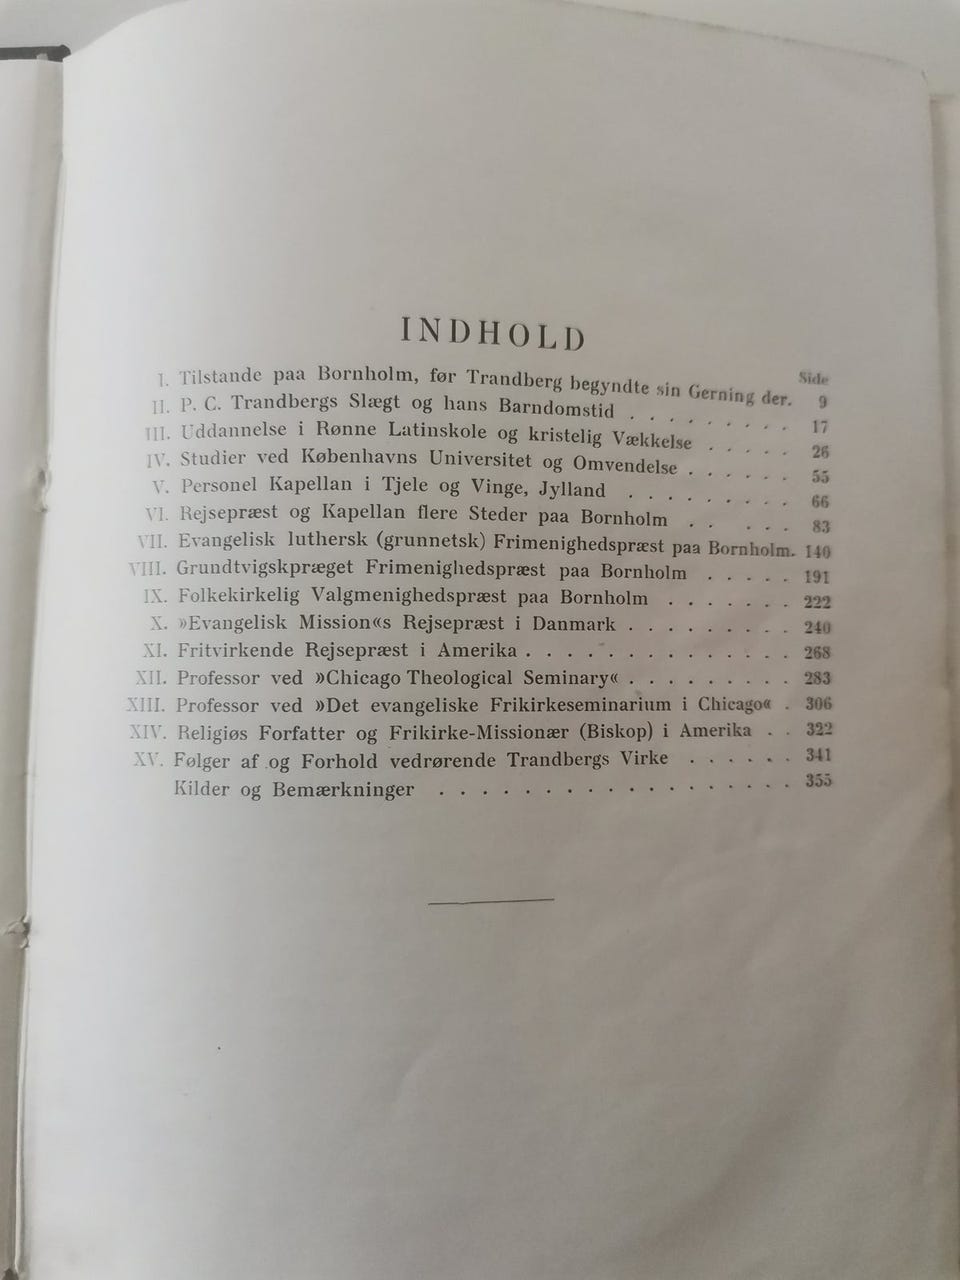 INDHOLD
Side
I. Tilstande paa Bornholm, før Trandberg begyndte sin Gerning der. 9
II. P. C. Trandbergs Slægt og hans Barndomstid . . . . . . . . 17
III. Uddannelse i Rønne Latinskole og kristelig Vækkelse . . . . . 26
IV. Studier ved Københavns Universitet og Omvendelse . . . . . . 55
V. Personel Kapellan i Tjele og Vinge, Jylland . . . . . . . . . 66
VI. Rejsepræst og Kapellan flere Steder paa Bornholm . . . . . 83
VII. Evangelisk luthersk (grunnetsk) Frimenighedspræst paa Bornholm. 140
VIII. Grundtvigskpræget Frimenighedspræst paa Bornholm . . . . . 191
IX. Folkekirkelig Valgmenighedspræst paa Bornholm . . . . . . . 222
X. »Evangelisk Mission«s Rejsepræst i Danmark . . . . . . . . . 240
XI. Fritvirkende Rejsepræst i Amerika . . . . . . . . . . . . . . 268
XII. Professor ved »Chicago Theological Seminary« . . . . . . . . . 283
XIII. Professor ved »Det evangeliske Frikirkeseminarium i Chicago« . 306
XIV. Religiøs Forfatter og Frikirke-Missionær (Biskop) i Amerika . . 322
XV. Følger af og Forhold vedrørende Trandbergs Virke . . . . . . 341
Kilder og Bemærkninger . . . . . . . . . . . . . . . . . 355